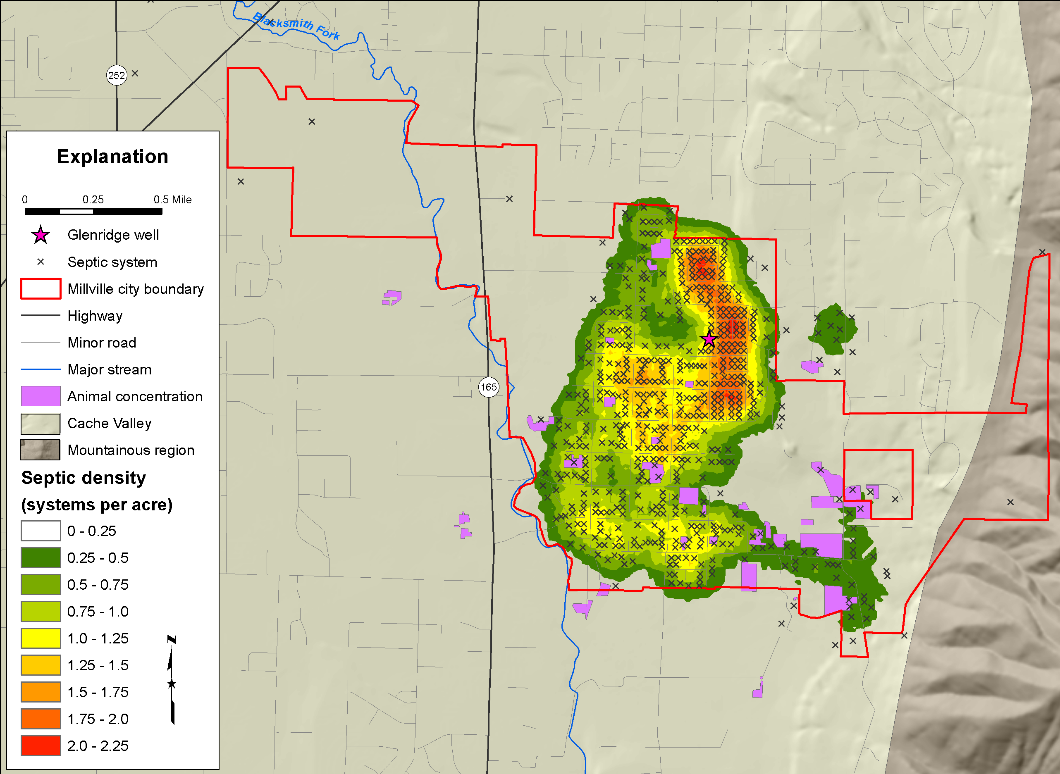 Blacksmith Fork
252
Explanation
0 0.25 0.5 Mile
Glenridge well
Septic system
Millville city boundary
Highway
Minor road
Major stream
Animal concentration
Cache Valley
Mountainous region
Septic density
(systems per acre)
0 - 0.25
0.25 - 0.5
0.5 - 0.75
0.75 - 1.0
1.0 - 1.25
1.25 - 1.5
1.5 - 1.75
1.75 - 2.0
2.0 - 2.25
N
165